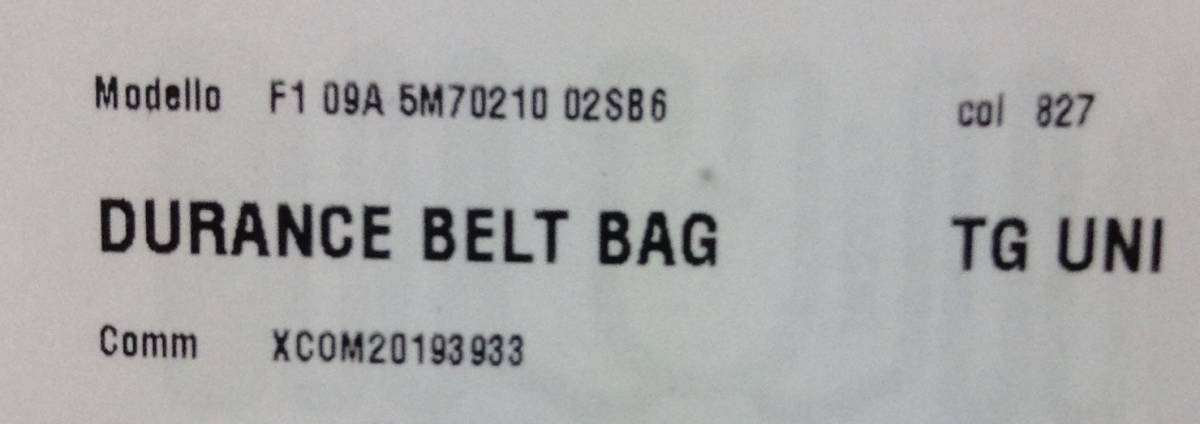 Modello F1 09A 5M70210 02SB6 col 827
DURANCE BELT BAG TG UNI
Comm XCOM20193933